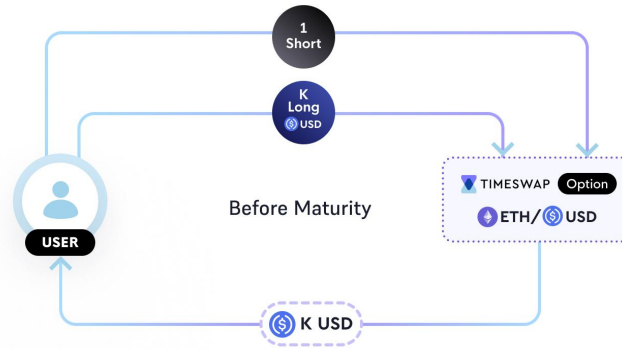 1
Short
K
Long
USD
TIMESWAP Option
ETH/ USD
Before Maturity
USER
K USD